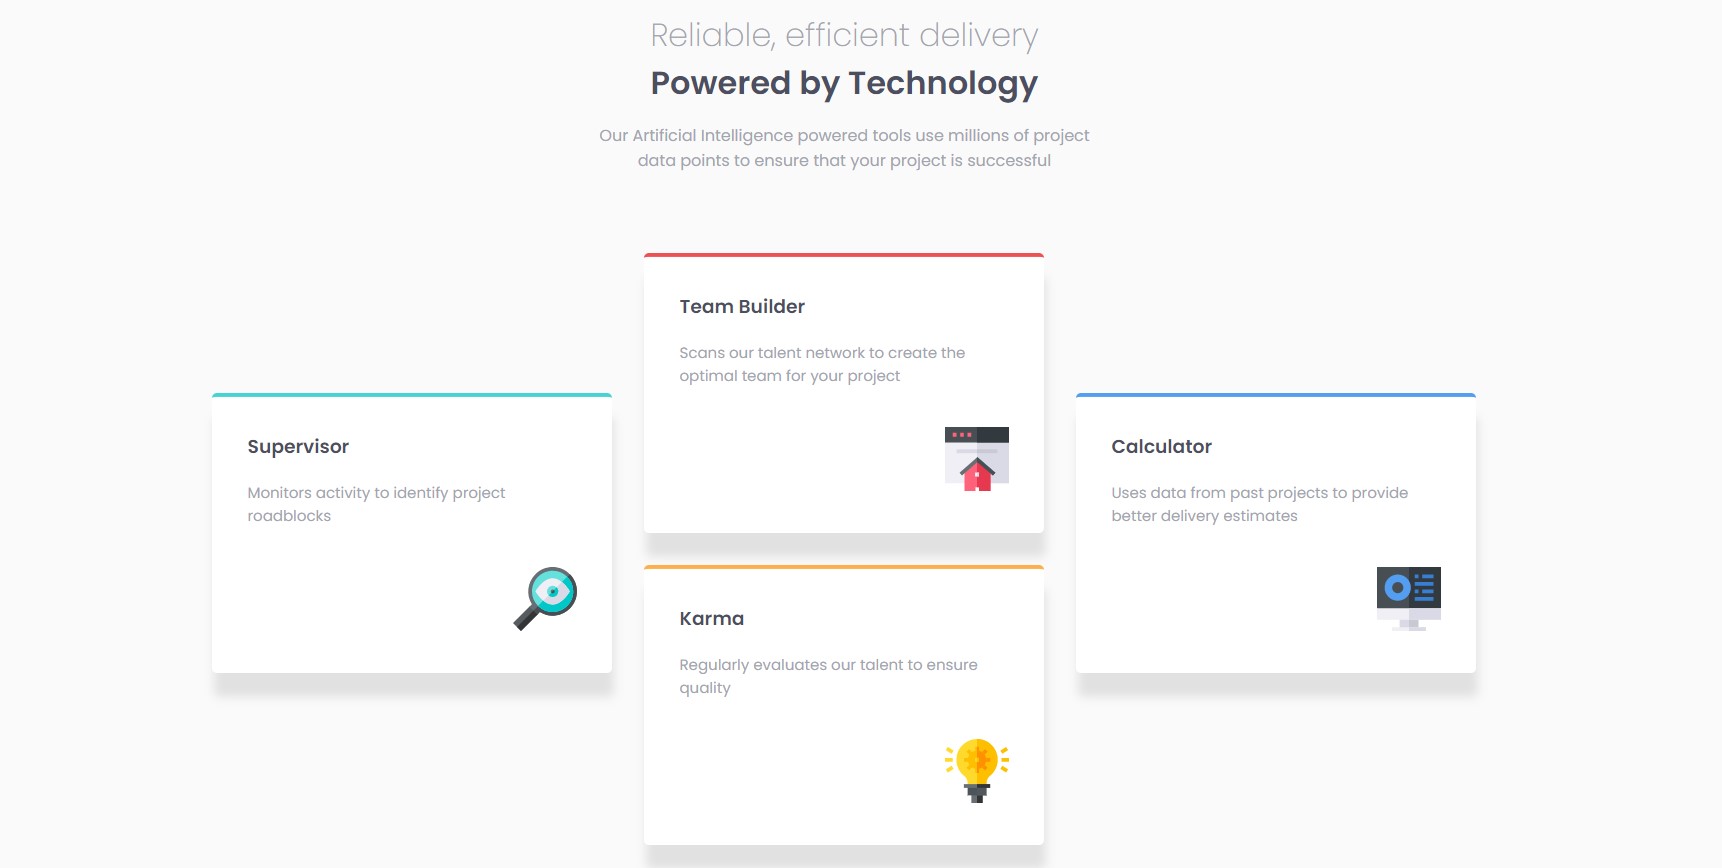 Reliable, efficient delivery
Powered by Technology
Our Artificial Intelligence powered tools use millions of project
data points to ensure that your project is successful
Supervisor
Monitors activity to identify project
roadblocks
Team Builder
Scans our talent network to create the
optimal team for your project
Karma
Regularly evaluates our talent to ensure
quality
Calculator
Uses data from past projects to provide
better delivery estimates